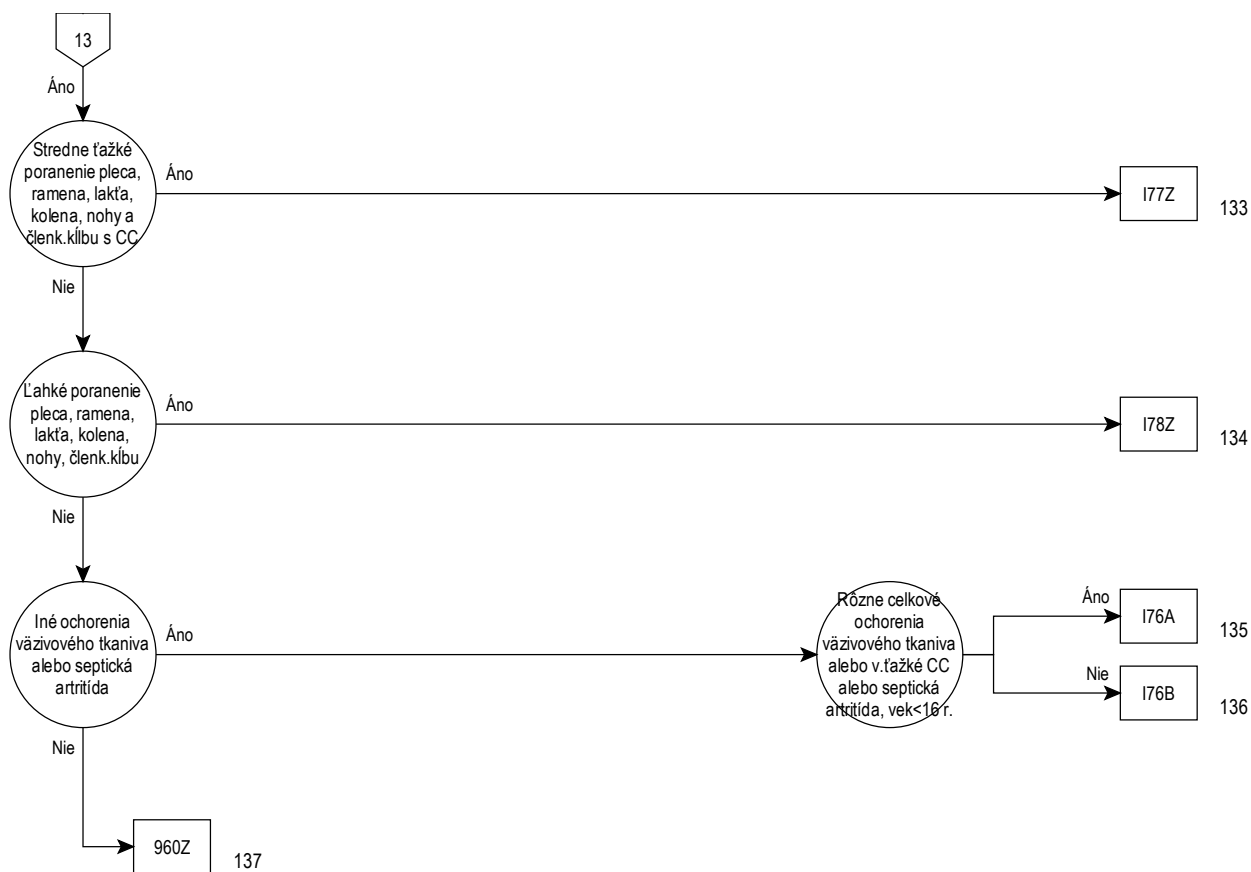 13
Áno
Stredne ťažké
poranenie pleca,
ramena, lakťa,
kolena, nohy a
členk.kĺbu s CC
Áno
I77Z
133
Nie
Ľahké poranenie
pleca, ramena,
lakťa, kolena,
nohy, členk.kĺbu
Áno
I78Z
134
Nie
Iné ochorenia
väzivového tkaniva
alebo septická
artritída
Áno
Rôzne celkové
ochorenia
väzivového tkaniva
alebo v.ťažké CC
alebo septická
artritída, vek<16 r.
Áno
I76A
135
Nie
I76B
136
Nie
960Z
137